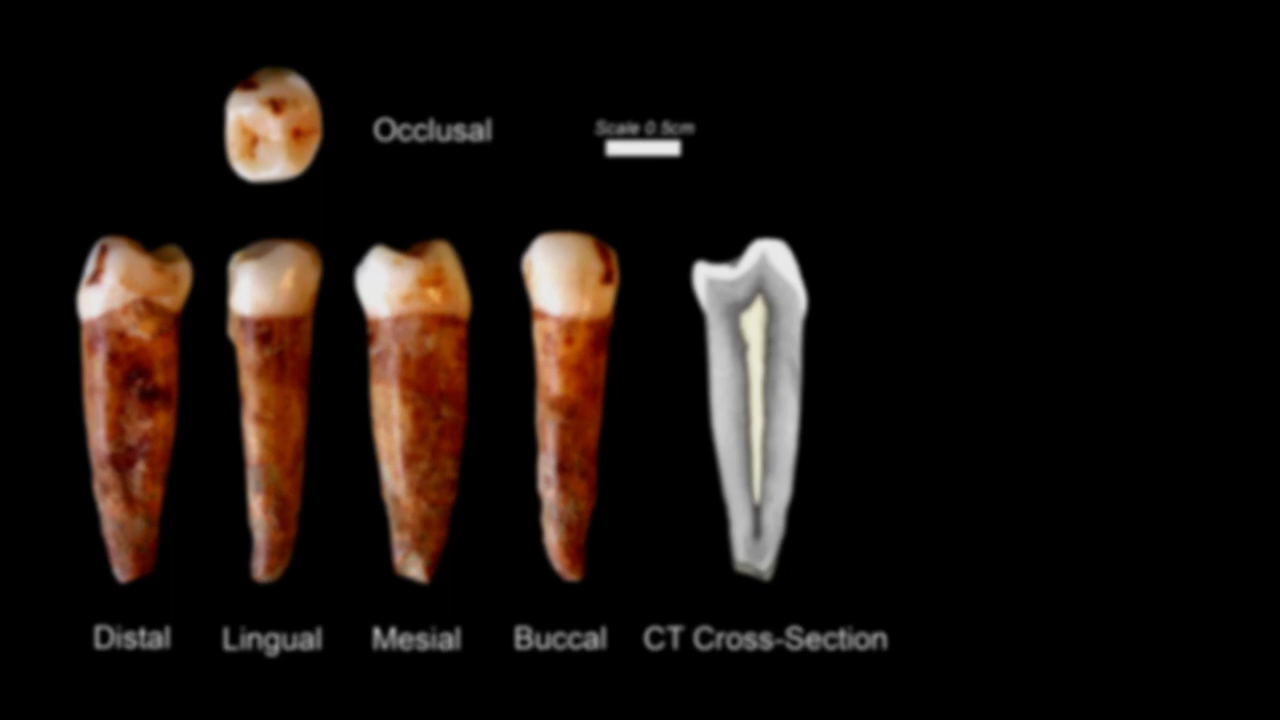 Occlusal
Scale 0.5cm
Distal
Lingual
Mesial
Buccal
CT Cross-Section